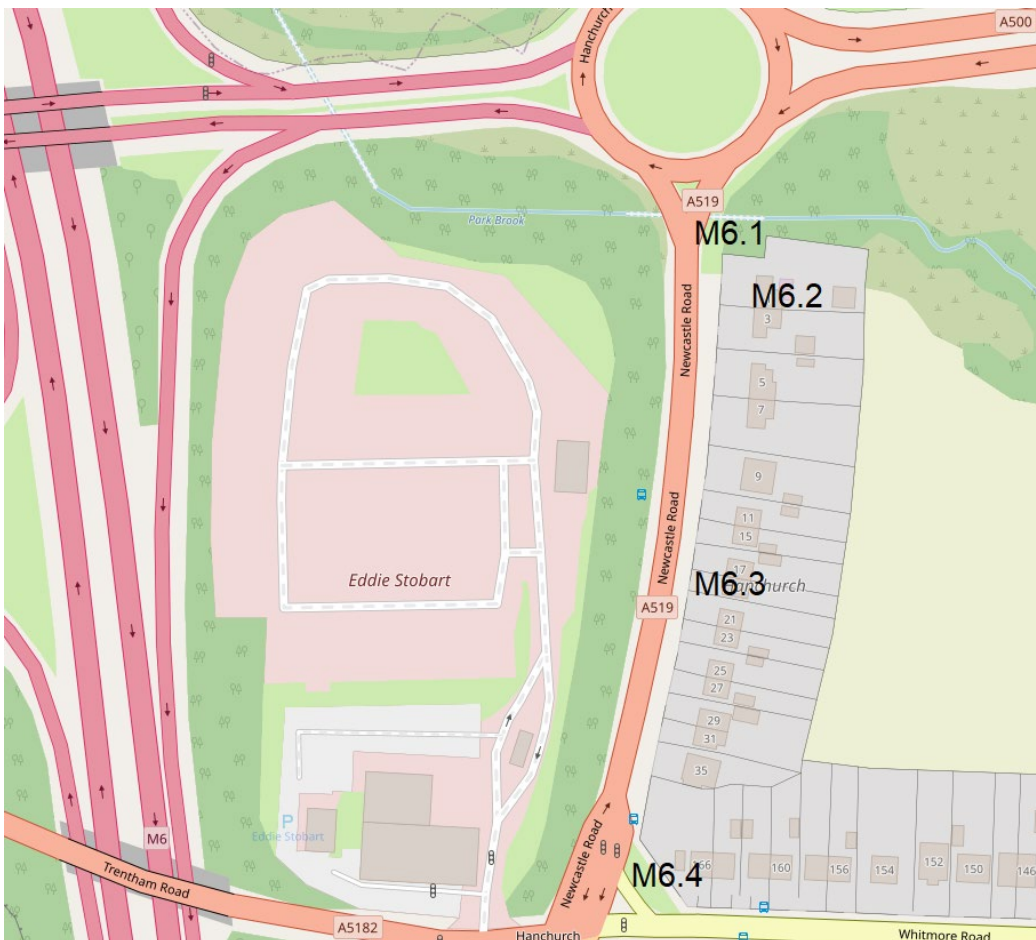 Hanchurch
A500
A519
Park Brook
M6.1
M6.2
3
Newcastle Road
5
7
9
11
15
Newcastle Road
17
Eddie Stobart
M6.3
Hanchurch
A519
21
23
25
27
29
31
35
P
Eddie Stobart
M6
Newcastle Road
Trentham Road
166
160
156
154
152
150
146
M6.4
A5182
Hanchurch
Whitmore Road